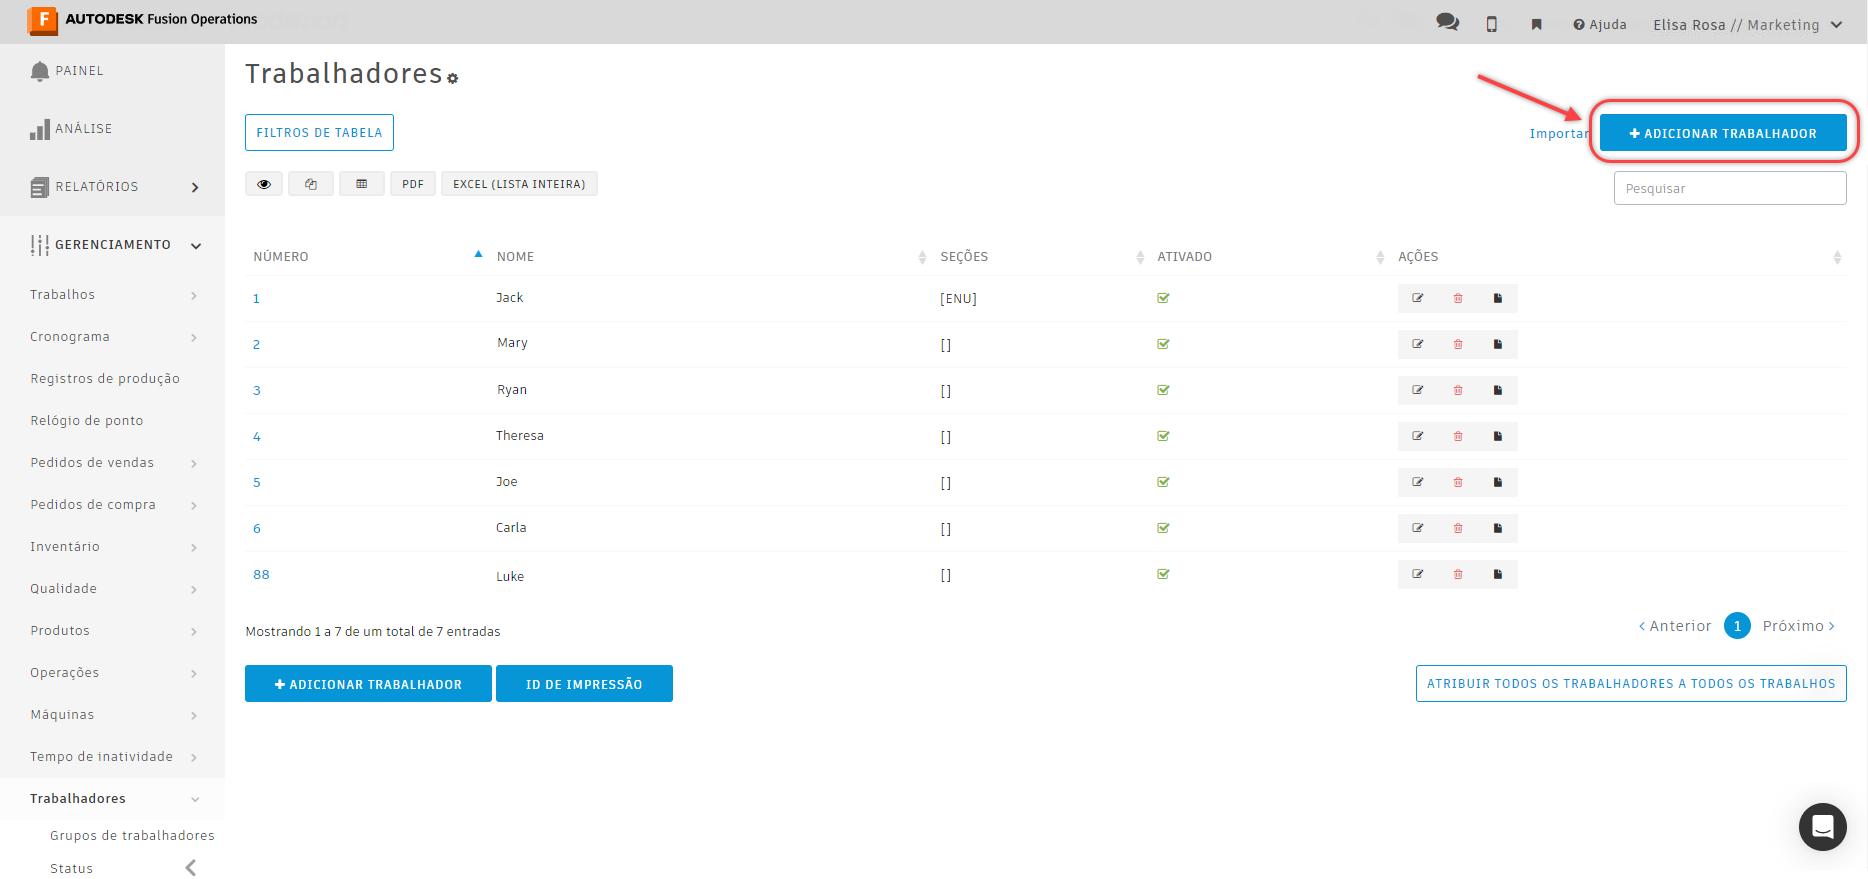 F AUTODESK Fusion Operations
Ajuda
Elisa Rosa // Marketing
PAINEL
ANÁLISE
RELATÓRIOS
GERENCIAMENTO
Trabalhos
Cronograma
Registros de produção
Relógio de ponto
Pedidos de vendas
Pedidos de compra
Inventário
Qualidade
Produtos
Operações
Máquinas
Tempo de inatividade
Trabalhadores
Grupos de trabalhadores
Status
Trabalhadores
FILTROS DE TABELA
Importar
ADICIONAR TRABALHADOR
PDF
EXCEL (LISTA INTEIRA)
Pesquisar
NÚMERO NOME SEÇÕES ATIVADO AÇÕES
1 Jack [ENU]
2 Mary []
3 Ryan []
4 Theresa []
5 Joe []
6 Carla []
88 Luke []
Mostrando 1 a 7 de um total de 7 entradas
< Anterior 1 Próximo >
ADICIONAR TRABALHADOR
ID DE IMPRESSÃO
ATRIBUIR TODOS OS TRABALHADORES A TODOS OS TRABALHOS